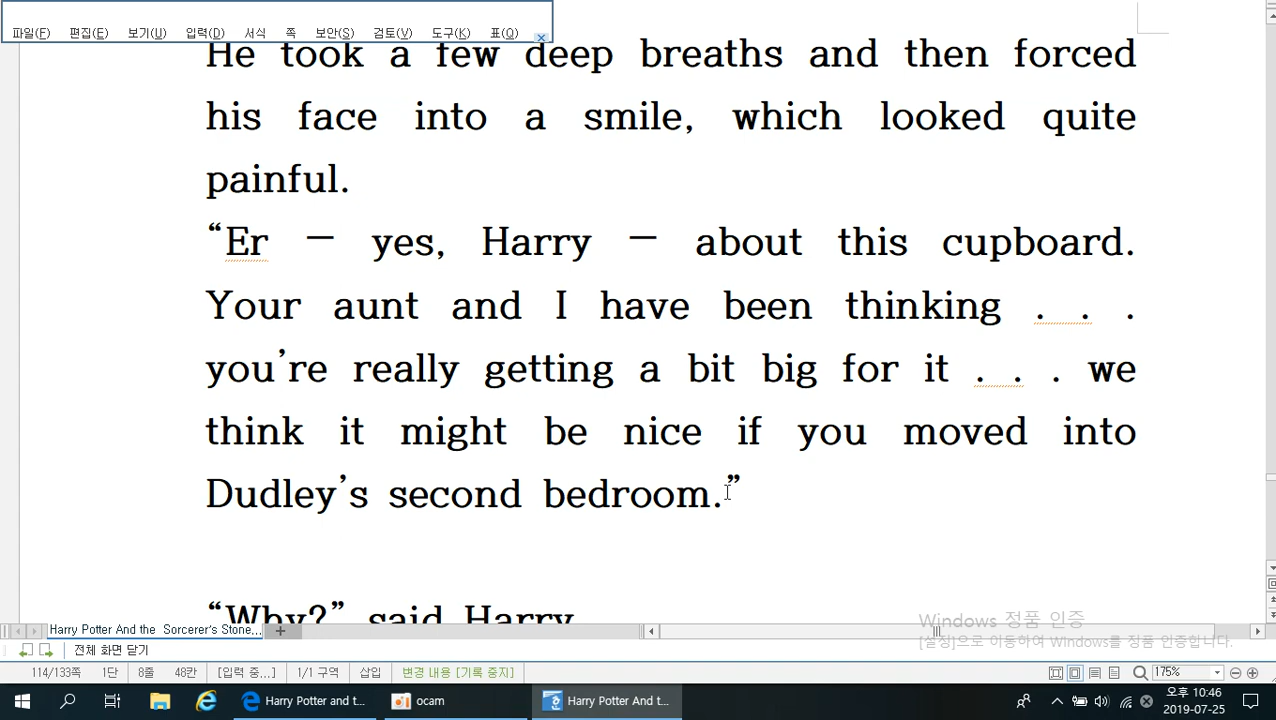 파일(F) 편집(E) 보기(U) 입력(D) 서식 쪽 보안(S) 검토(V) 도구(K) 표(Q)
He took a few deep breaths and then forced
his face into a smile, which looked quite
painful.
“Er — yes, Harry — about this cupboard.
Your aunt and I have been thinking . . .
you’re really getting a bit big for it . . . we
think it might be nice if you moved into
Dudley’s second bedroom.”
“Why?” said Harry.
Windows 정품 인증
[설정]으로 이동하여 Windows를 정품 인증합니다.
Harry Potter And the Sorcerer's Stone...
전체 화면 닫기
114/133쪽 1단 8줄 48칸 [입력 중...] 1/1 구역 삽입 변경 내용 [기록 중지] 175%
Harry Potter and t... ocam Harry Potter And t... 오후 10:46
2019-07-25